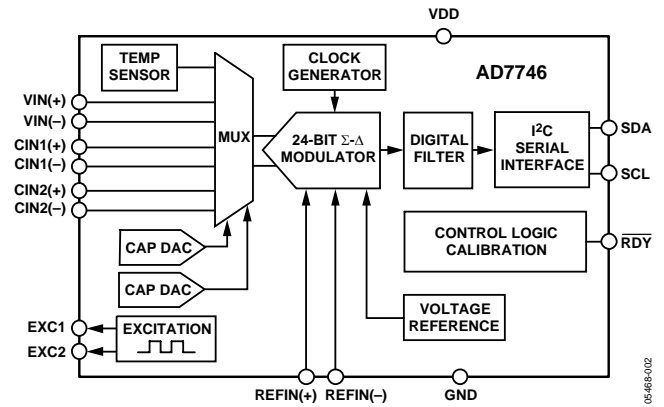 VDD
TEMP
SENSOR
CLOCK
GENERATOR
AD7746
VIN(+)
VIN(–)
CIN1(+)
CIN1(–)
CIN2(+)
CIN2(–)
MUX
24-BIT Σ-Δ
MODULATOR
DIGITAL
FILTER
I²C
SERIAL
INTERFACE
SDA
SCL
CAP DAC
CAP DAC
CONTROL LOGIC
CALIBRATION
RDY
EXC1
EXC2
EXCITATION
VOLTAGE
REFERENCE
REFIN(+)
REFIN(–)
GND
05468-002